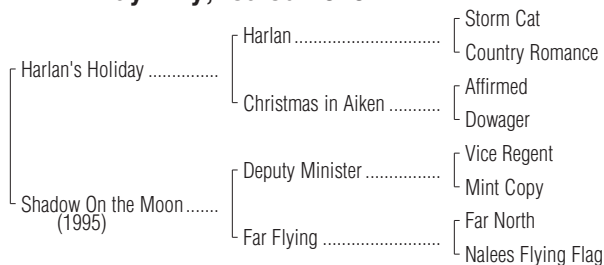 Storm Cat
Harlan
Country Romance
Harlan's Holiday
Affirmed
Christmas in Aiken
Dowager
Vice Regent
Deputy Minister
Mint Copy
Shadow On the Moon
(1995)
Far North
Far Flying
Nalees Flying Flag